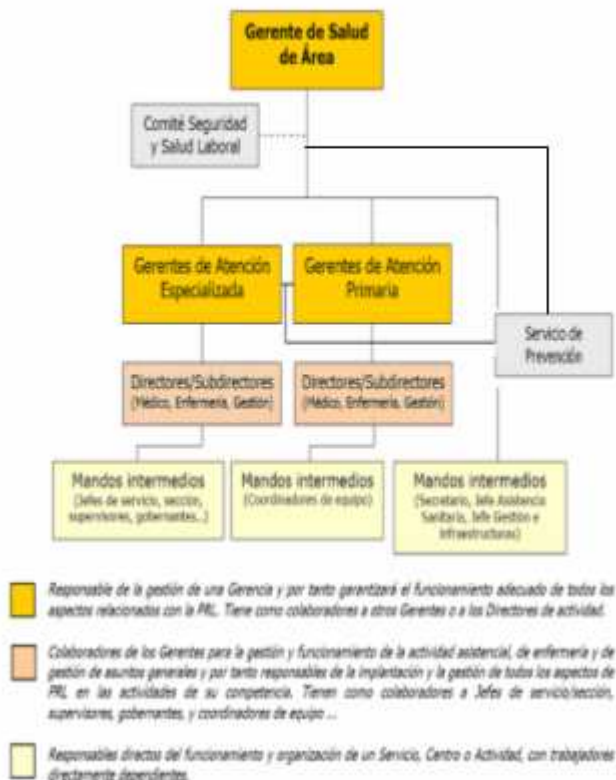 Gerente de Salud
de Área
Comité Seguridad
y Salud Laboral
Gerentes de Atención
Especializada
Gerentes de Atención
Primaria
Servicio de
Prevención
Directores/Subdirectores
(Médico, Enfermería, Gestión)
Directores/Subdirectores
(Médico, Enfermería, Gestión)
Mandos intermedios
(Jefes de servicio, sección,
supervisores, gobernantes...)
Mandos intermedios
(Coordinadores de equipo)
Mandos intermedios
(Secretario, Jefe Asistencia
Sanitaria, Jefe Gestión e
Infraestructuras)
Responsable de la gestión de una Gerencia y por tanto garantizará el funcionamiento adecuado de todos los
aspectos relacionados con la PRL. Tiene como colaboradores a otros Gerentes o a los Directores de actividad.
Colaboradores de los Gerentes para la gestión y funcionamiento de la actividad asistencial, de enfermería y de
gestión de asuntos generales y por tanto responsables de la implantación y la gestión de todos los aspectos de
PRL en las actividades de su competencia. Tienen como colaboradores a Jefes de servicio/sección,
supervisores, gobernantes, y coordinadores de equipo ...
Responsables directos del funcionamiento y organización de un Servicio, Centro o Actividad, con trabajadores
directamente dependientes.